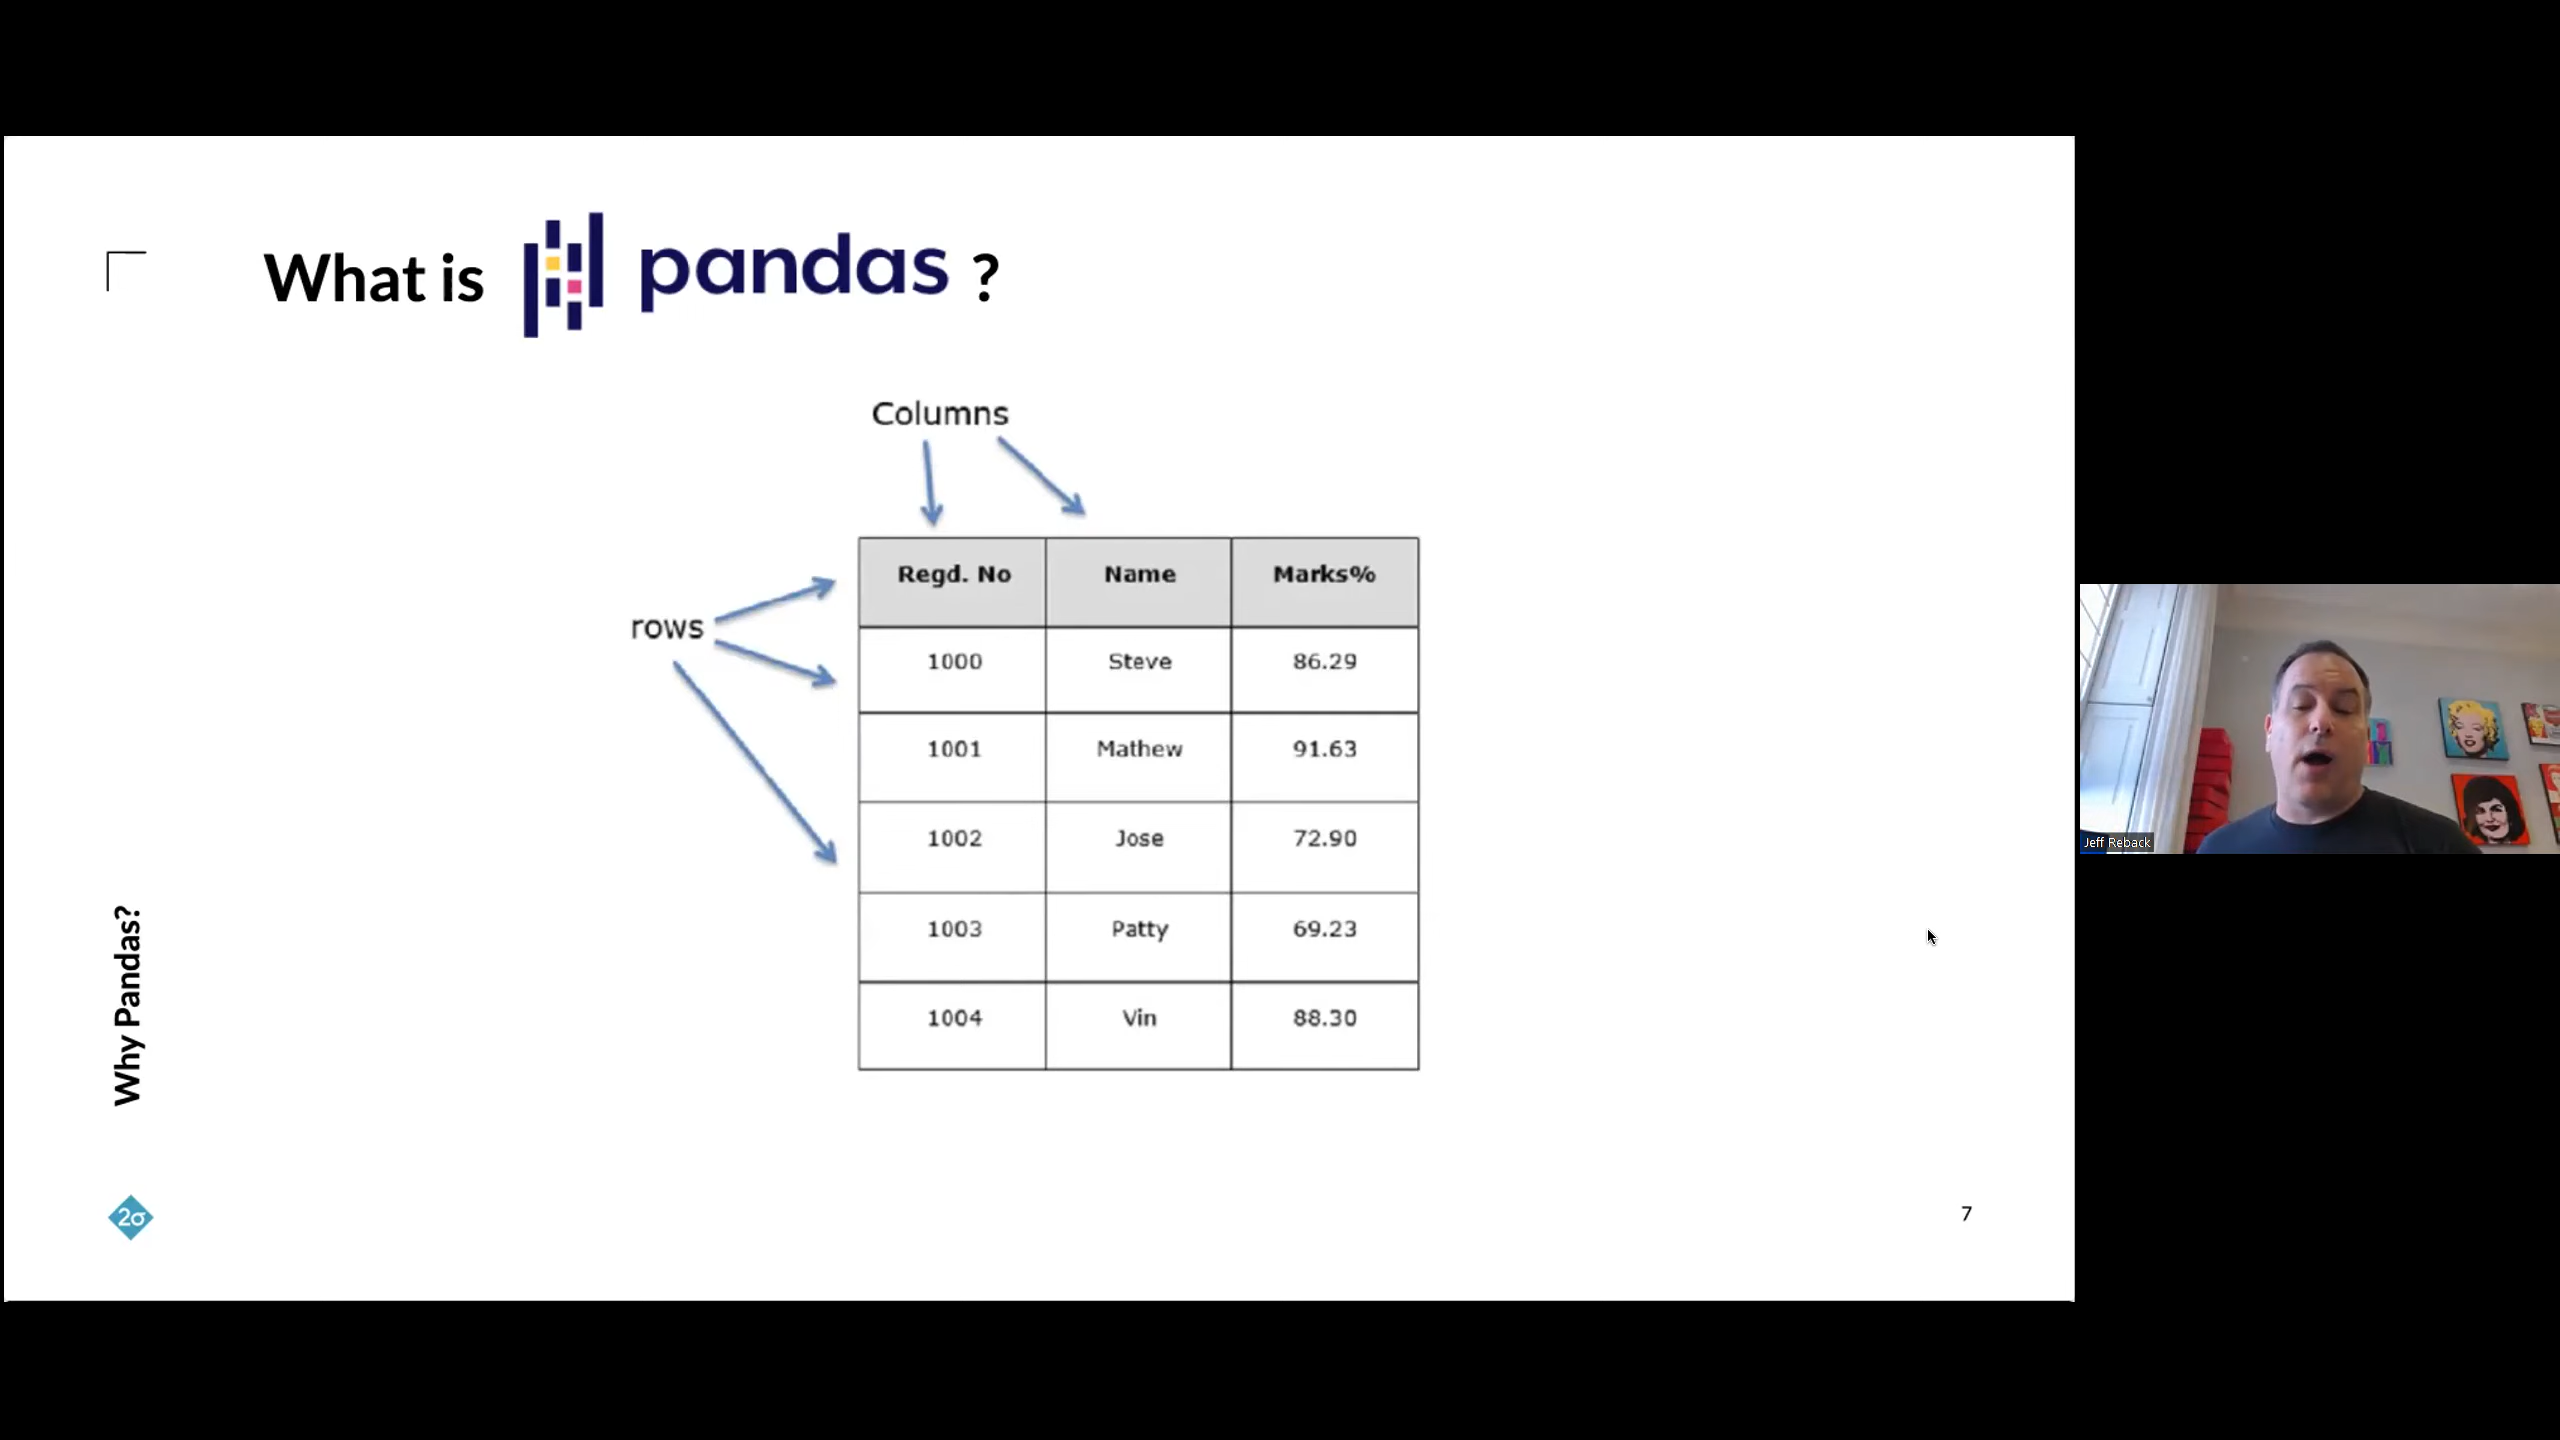 What is pandas ?
Columns
rows
Regd. No Name Marks%
1000 Steve 86.29
1001 Mathew 91.63
1002 Jose 72.90
1003 Patty 69.23
1004 Vin 88.30
Why Pandas?
2σ
7
Jeff Reback